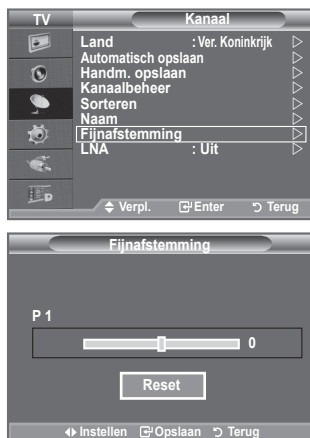 TV Kanaal
Land : Ver. Koninkrijk
Automatisch opslaan
Handm. opslaan
Kanaalbeheer
Sorteren
Naam
Fijnafstemming
LNA : Uit
Verpl. Enter Terug
Fijnafstemming
P 1
0
Reset
Instellen Opslaan Terug